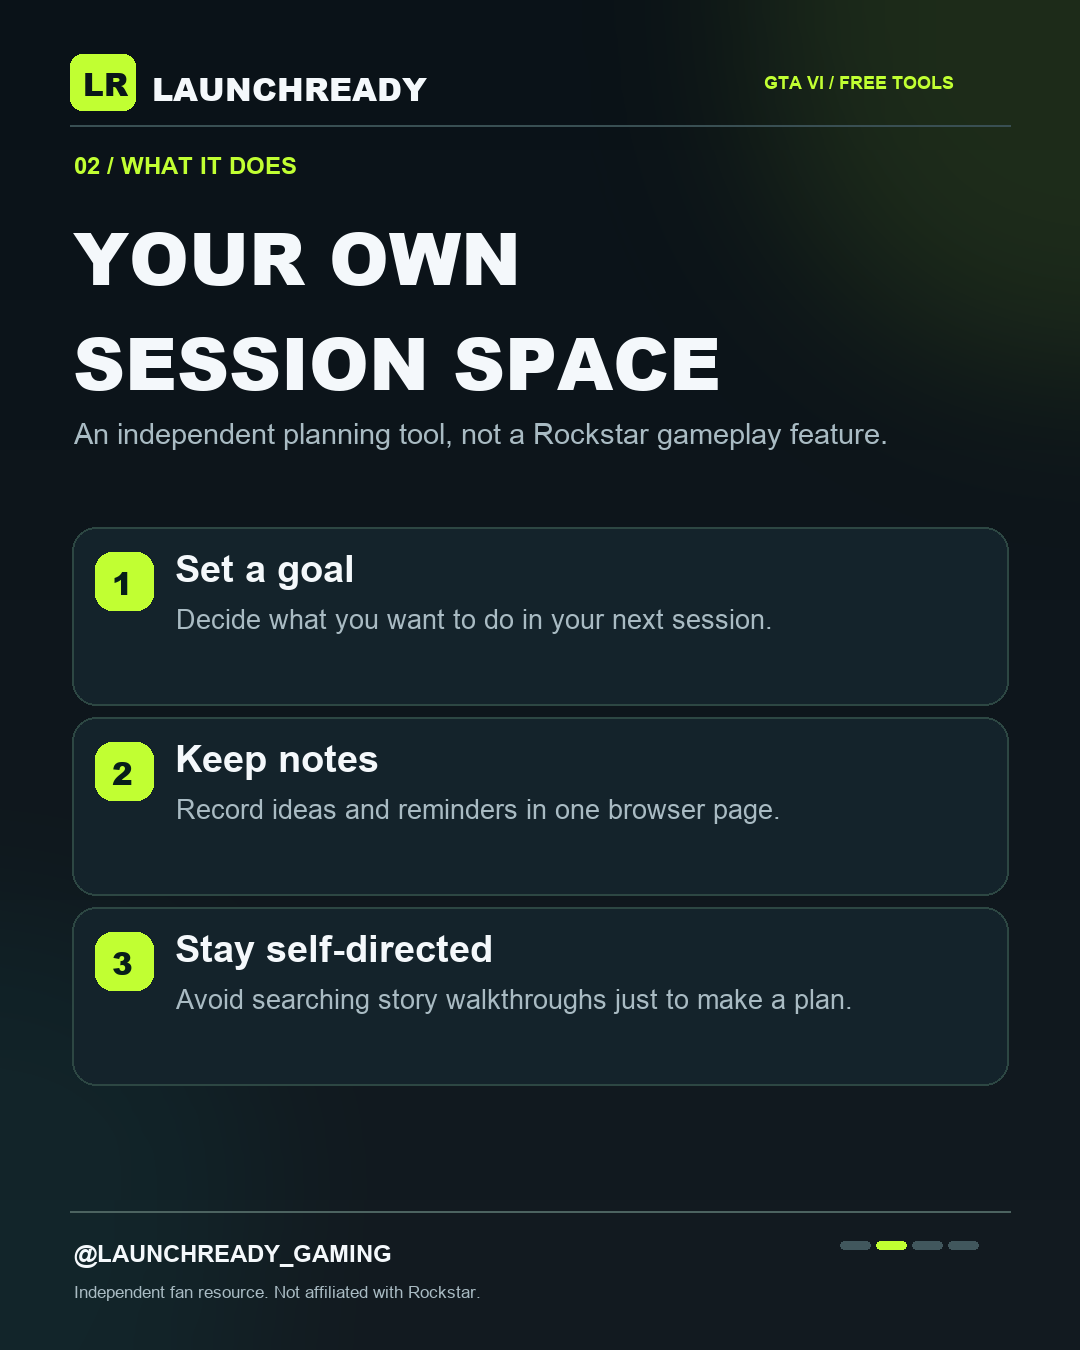 LR LAUNCHREADY
GTA VI / FREE TOOLS
02 / WHAT IT DOES
YOUR OWN
SESSION SPACE
An independent planning tool, not a Rockstar gameplay feature.
1 Set a goal
Decide what you want to do in your next session.
2 Keep notes
Record ideas and reminders in one browser page.
3 Stay self-directed
Avoid searching story walkthroughs just to make a plan.
@LAUNCHREADY_GAMING
Independent fan resource. Not affiliated with Rockstar.